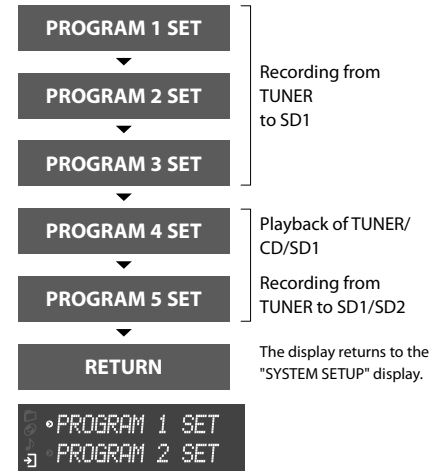 PROGRAM 1 SET
PROGRAM 2 SET
PROGRAM 3 SET
Recording from
TUNER
to SD1
PROGRAM 4 SET
PROGRAM 5 SET
Playback of TUNER/
CD/SD1
Recording from
TUNER to SD1/SD2
RETURN
The display returns to the
"SYSTEM SETUP" display.
PROGRAM 1 SET
PROGRAM 2 SET